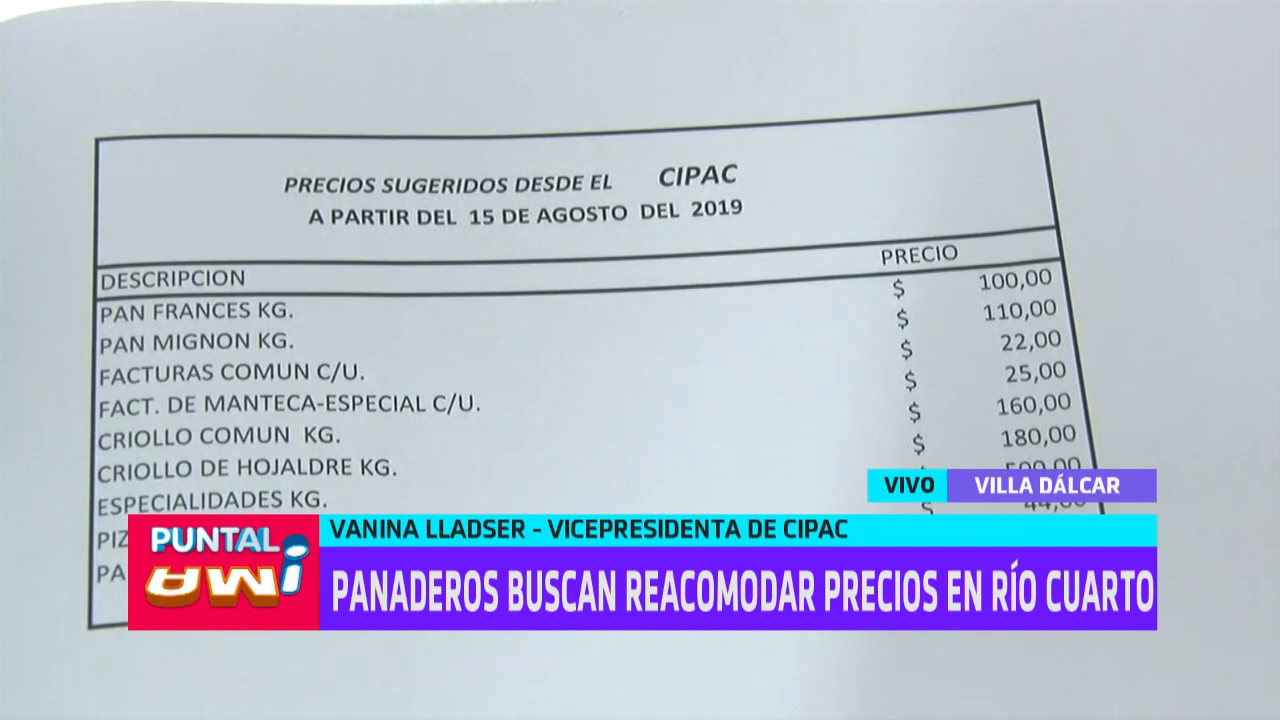 PRECIOS SUGERIDOS DESDE EL CIPAC
A PARTIR DEL 15 DE AGOSTO DEL 2019
DESCRIPCION PRECIO
PAN FRANCES KG. $ 100,00
PAN MIGNON KG. $ 110,00
FACTURAS COMUN C/U. $ 22,00
FACT. DE MANTECA-ESPECIAL C/U. $ 25,00
CRIOLLO COMUN KG. $ 160,00
CRIOLLO DE HOJALDRE KG. $ 180,00
ESPECIALIDADES KG.
PIZ
PA
VIVO VILLA DÁLCAR
PUNTAL AM
VANINA LLADSER - VICEPRESIDENTA DE CIPAC
PANADEROS BUSCAN REACOMODAR PRECIOS EN RÍO CUARTO